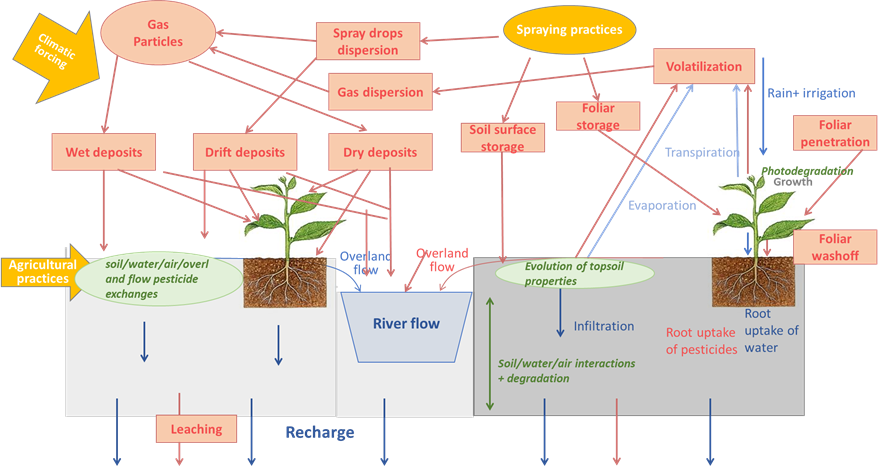 Climatic
forcing
Gas
Particles
Spray drops
dispersion
Spraying practices
Gas dispersion
Volatilization
Rain+ irrigation
Wet deposits
Drift deposits
Dry deposits
Soil surface
storage
Foliar
storage
Foliar
penetration
Transpiration
Photodegradation
Growth
Evaporation
Foliar
washoff
Agricultural
practices
soil/water/air/overl
and flow pesticide
exchanges
Overland
flow
Overland
flow
Evolution of topsoil
properties
River flow
Infiltration
Root uptake
of pesticides
Root
uptake of
water
Soil/water/air interactions
+ degradation
Leaching
Recharge